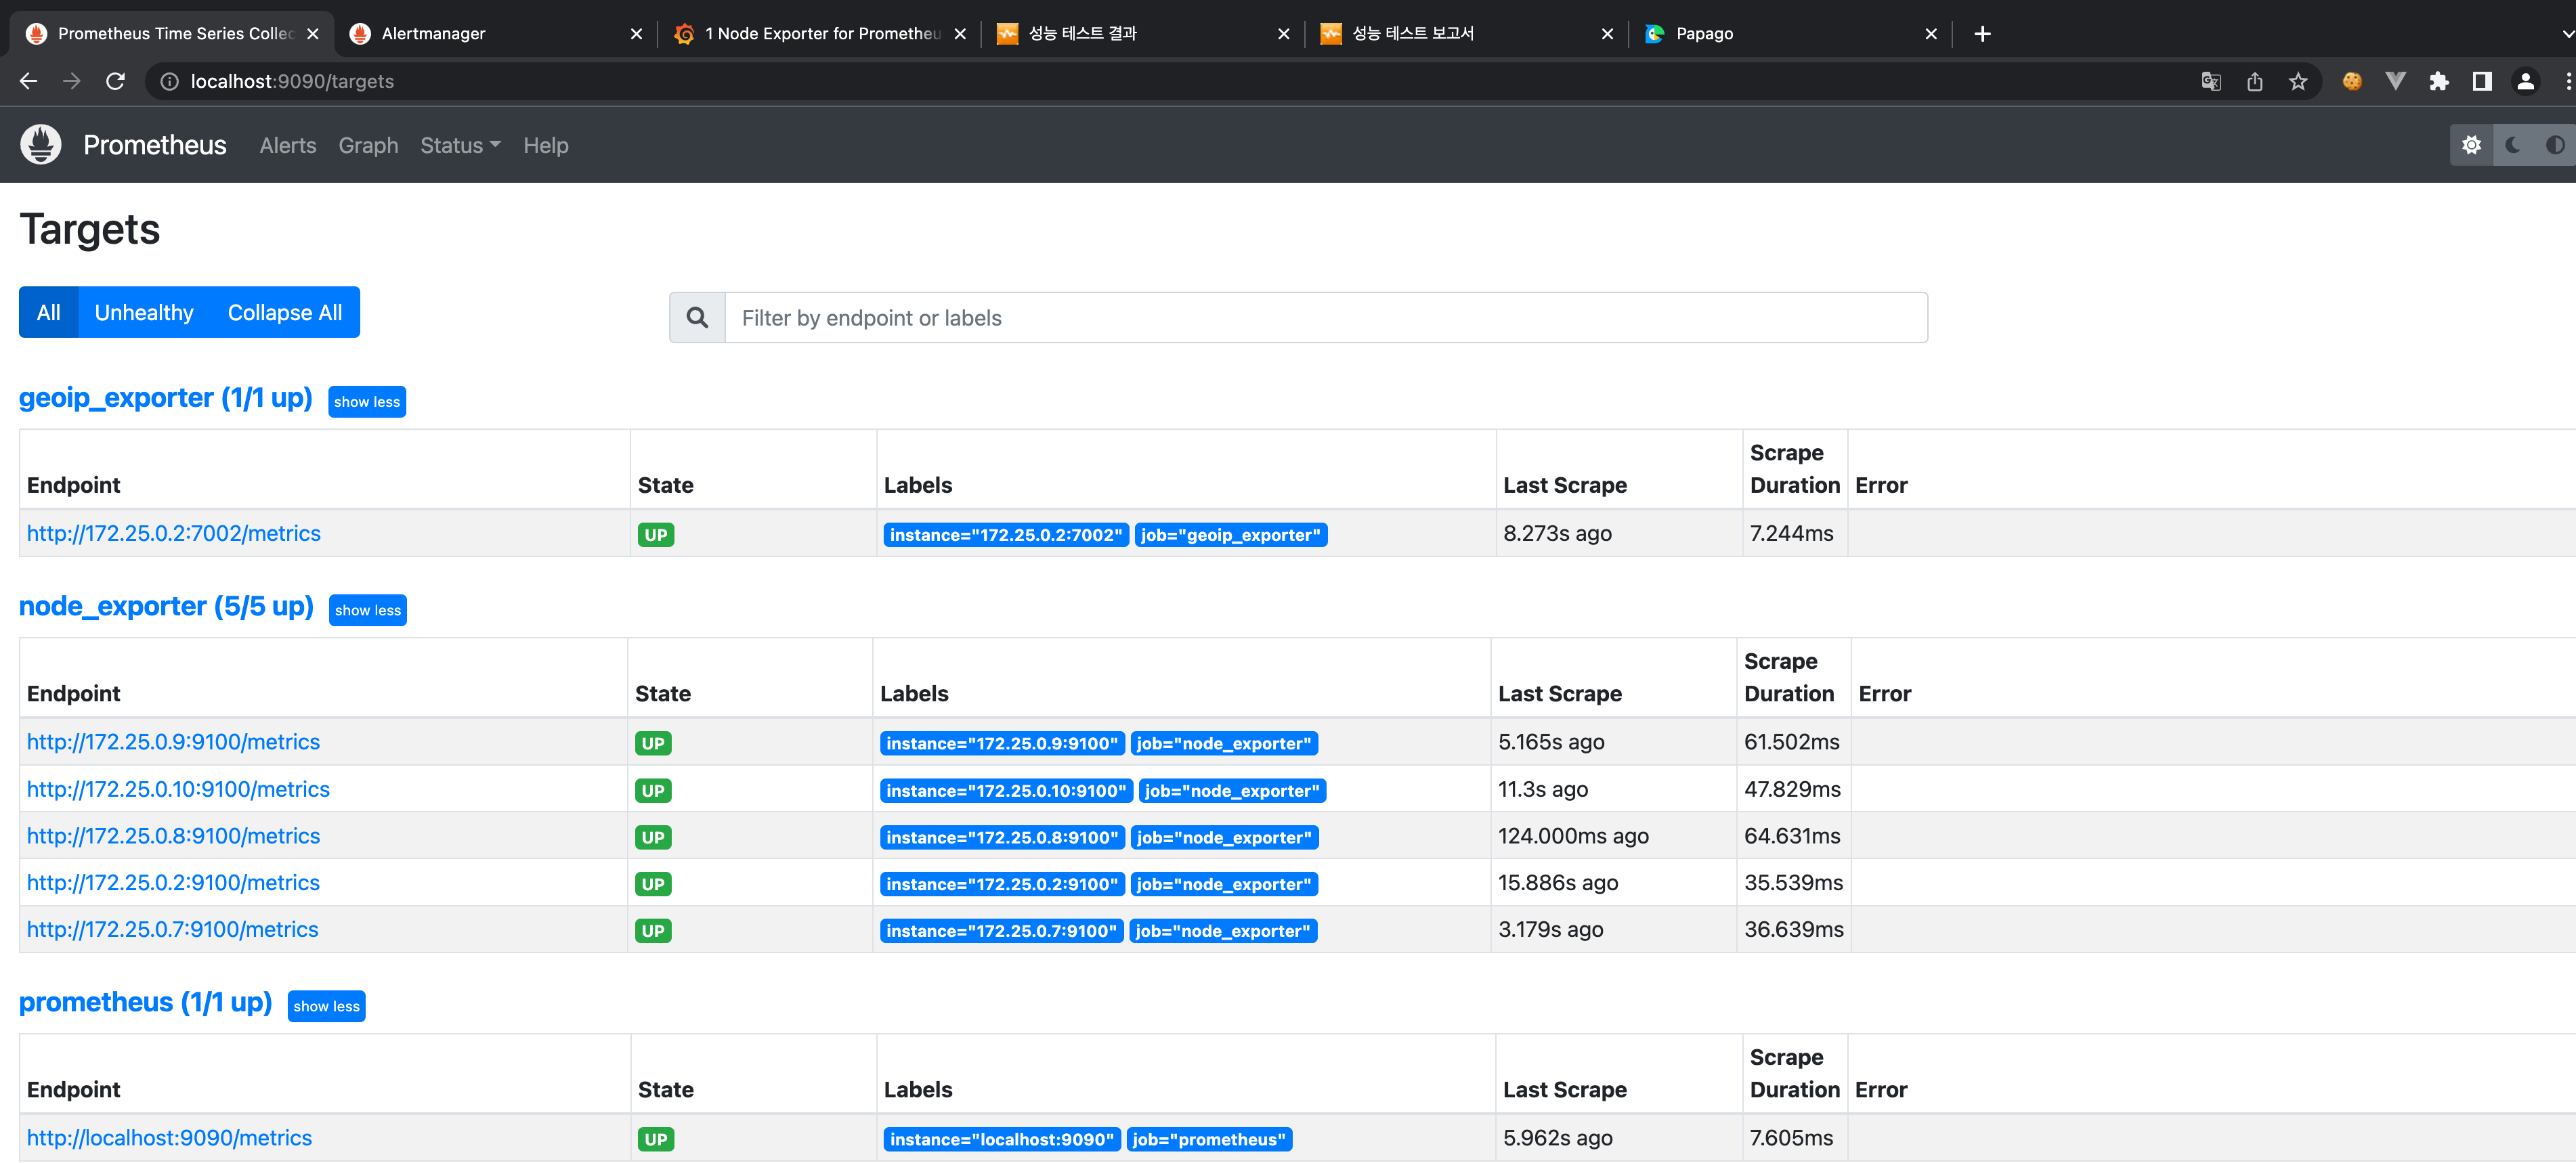 Prometheus Time Series Collec
Alertmanager
1 Node Exporter for Prometheu
성능 테스트 결과
성능 테스트 보고서
Papago
localhost:9090/targets
Prometheus Alerts Graph Status Help
Targets
All Unhealthy Collapse All
Filter by endpoint or labels
geoip_exporter (1/1 up) show less
Endpoint State Labels Last Scrape Scrape Duration Error
http://172.25.0.2:7002/metrics UP instance="172.25.0.2:7002" job="geoip_exporter" 8.273s ago 7.244ms
node_exporter (5/5 up) show less
Endpoint State Labels Last Scrape Scrape Duration Error
http://172.25.0.9:9100/metrics UP instance="172.25.0.9:9100" job="node_exporter" 5.165s ago 61.502ms
http://172.25.0.10:9100/metrics UP instance="172.25.0.10:9100" job="node_exporter" 11.3s ago 47.829ms
http://172.25.0.8:9100/metrics UP instance="172.25.0.8:9100" job="node_exporter" 124.000ms ago 64.631ms
http://172.25.0.2:9100/metrics UP instance="172.25.0.2:9100" job="node_exporter" 15.886s ago 35.539ms
http://172.25.0.7:9100/metrics UP instance="172.25.0.7:9100" job="node_exporter" 3.179s ago 36.639ms
prometheus (1/1 up) show less
Endpoint State Labels Last Scrape Scrape Duration Error
http://localhost:9090/metrics UP instance="localhost:9090" job="prometheus" 5.962s ago 7.605ms